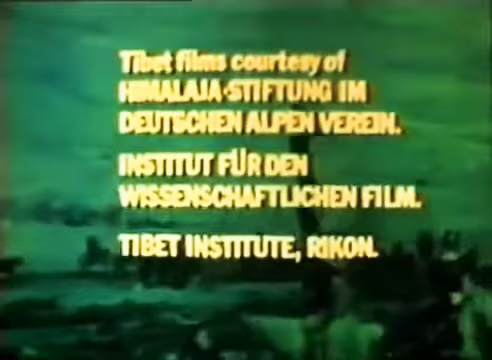 Tibet films courtesy of
HIMALAJA-STIFTUNG IM
DEUTSCHEN ALPEN VEREIN.
INSTITUT FÜR DEN
WISSENSCHAFTLICHEN FILM.
TIBET INSTITUTE, RIKON.